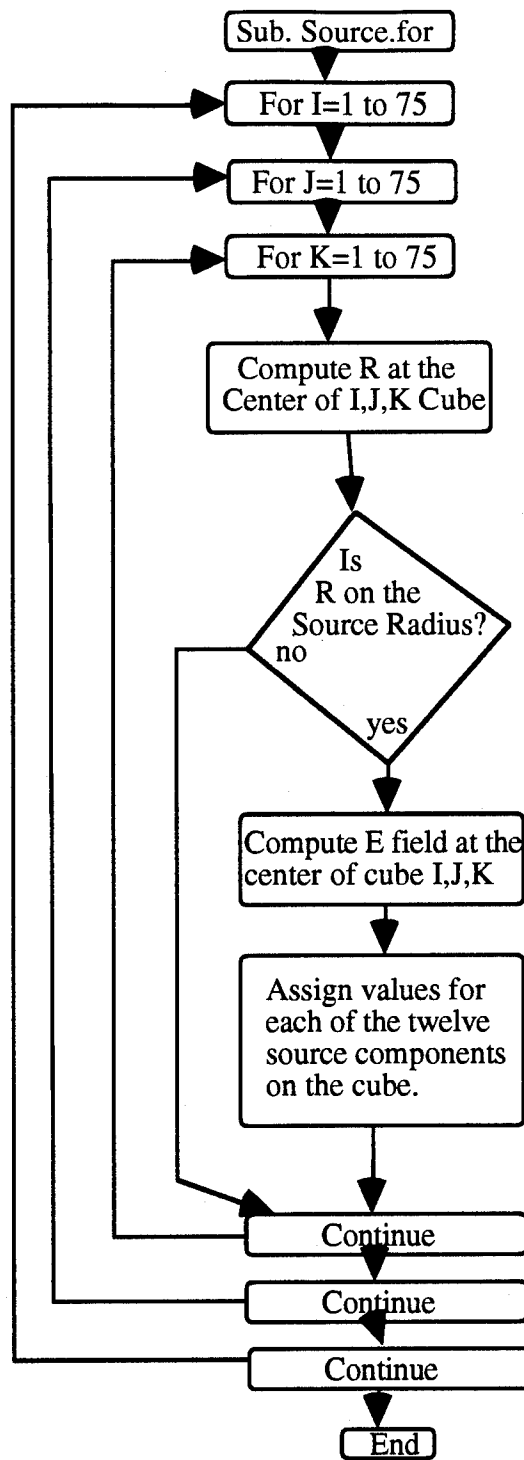 Sub. Source.for
For I=1 to 75
For J=1 to 75
For K=1 to 75
Compute R at the
Center of I,J,K Cube
Is
R on the
Source Radius?
no
yes
Compute E field at the
center of cube I,J,K
Assign values for
each of the twelve
source components
on the cube.
Continue
Continue
Continue
End